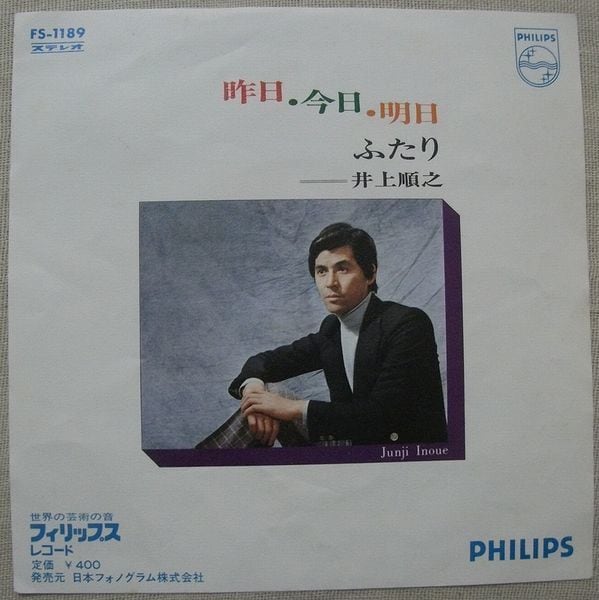 FS-1189
ステレオ
PHILIPS
昨日・今日・明日
ふたり
井上順之
Junji Inoue
世界の芸術の音
フィリップス
レコード
定価 ￥400
発売元 日本フォノグラム株式会社
PHILIPS